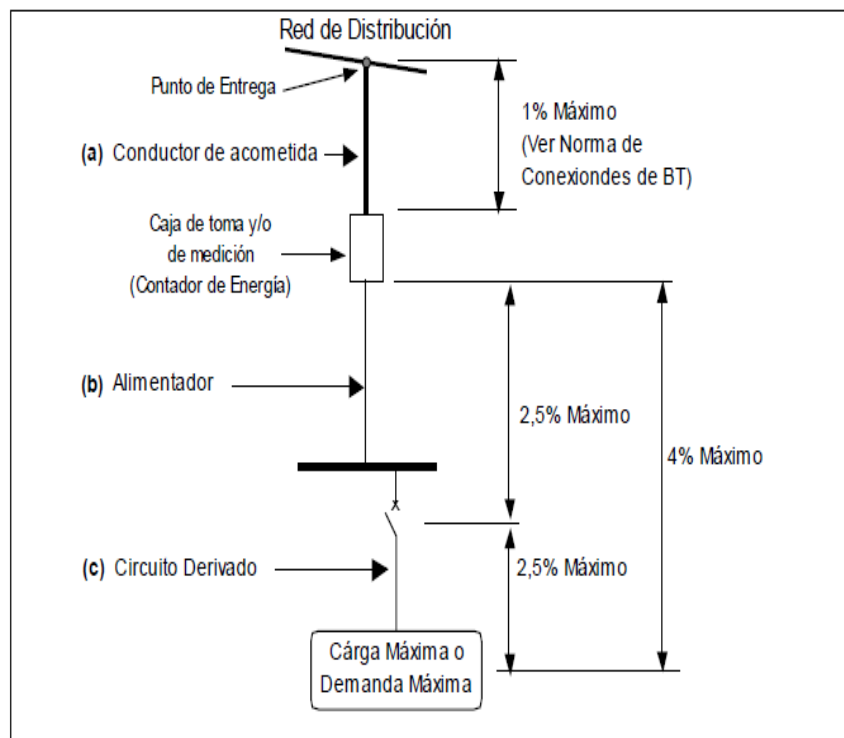 Red de Distribución
Punto de Entrega
1% Máximo
(Ver Norma de
Conexiondes de BT)
(a) Conductor de acometida
Caja de toma y/o
de medición
(Contador de Energía)
(b) Alimentador
2,5% Máximo
4% Máximo
(c) Circuito Derivado
2,5% Máximo
Cárga Máxima o
Demanda Máxima